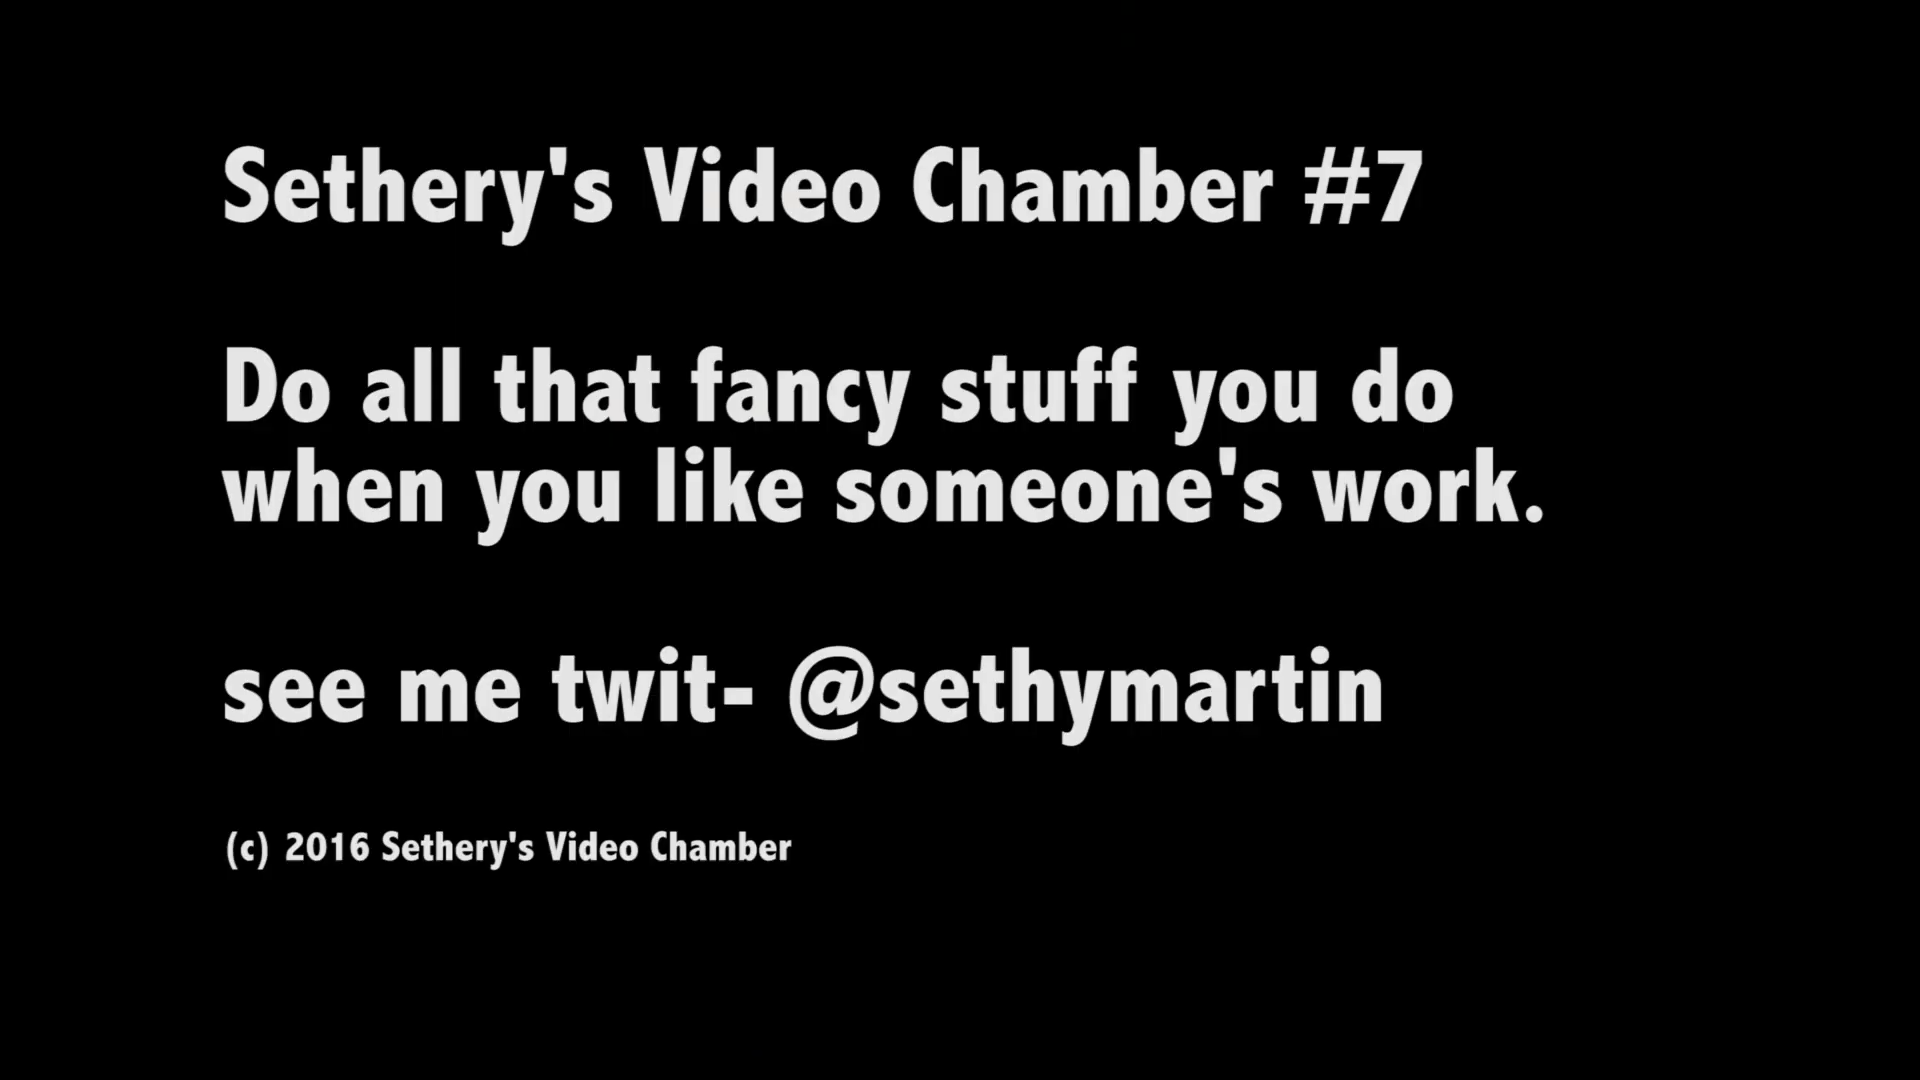 Sethery's Video Chamber #7
Do all that fancy stuff you do
when you like someone's work.
see me twit- @sethymartin
(c) 2016 Sethery's Video Chamber